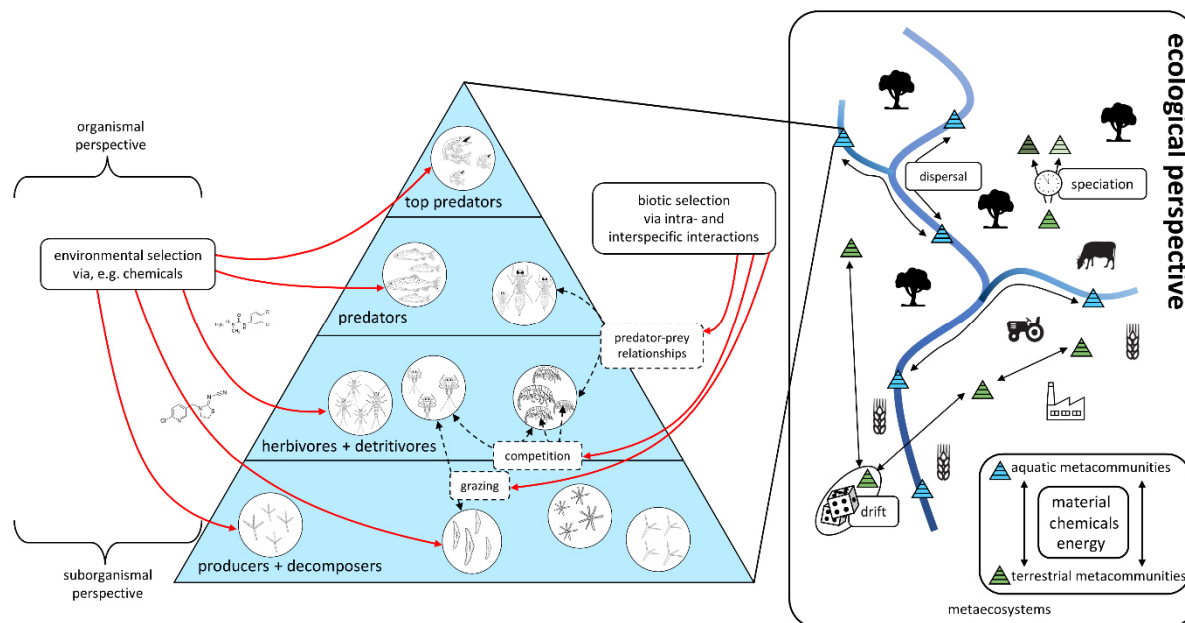 organismal
perspective
environmental selection
via, e.g. chemicals
suborganismal
perspective
top predators
predators
herbivores + detritivores
producers + decomposers
biotic selection
via intra- and
interspecific interactions
predator-prey
relationships
competition
grazing
ecological perspective
dispersal
speciation
drift
aquatic metacommunities
material
chemicals
energy
terrestrial metacommunities
metaecosystems